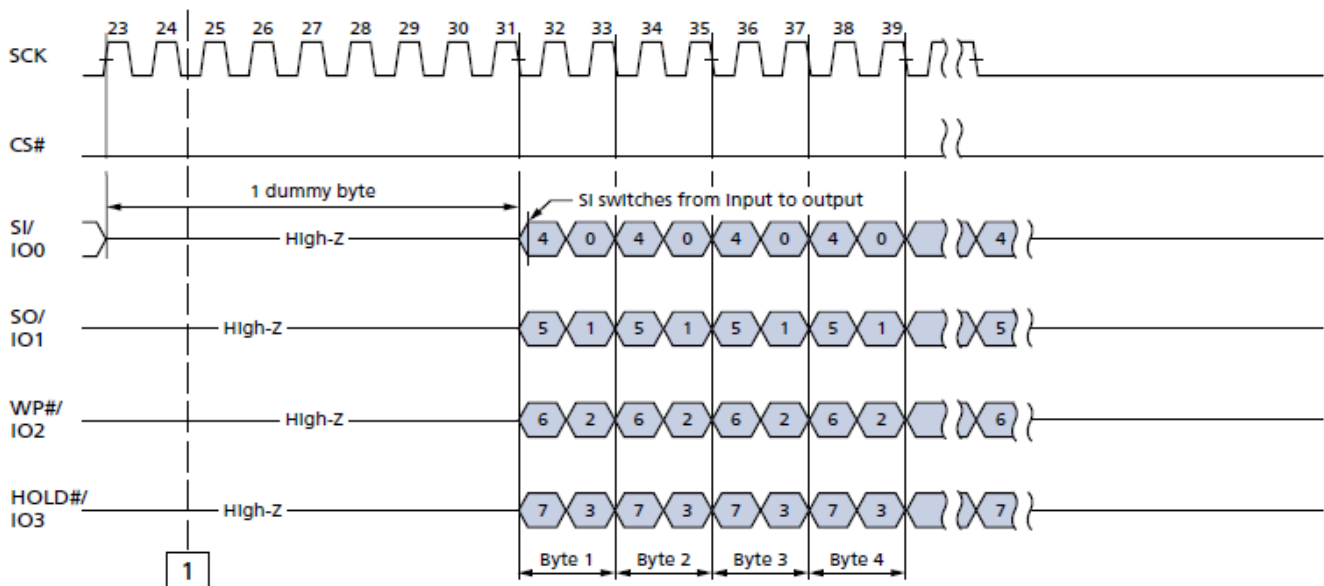 23 24 25 26 27 28 29 30 31 32 33 34 35 36 37 38 39
SCK
CS#
1 dummy byte
SI switches from input to output
SI/
IO0
High-Z
4 0 4 0 4 0 4 0 4
SO/
IO1
High-Z
5 1 5 1 5 1 5 1 5
WP#/
IO2
High-Z
6 2 6 2 6 2 6 2 6
HOLD#/
IO3
High-Z
7 3 7 3 7 3 7 3 7
Byte 1 Byte 2 Byte 3 Byte 4
1